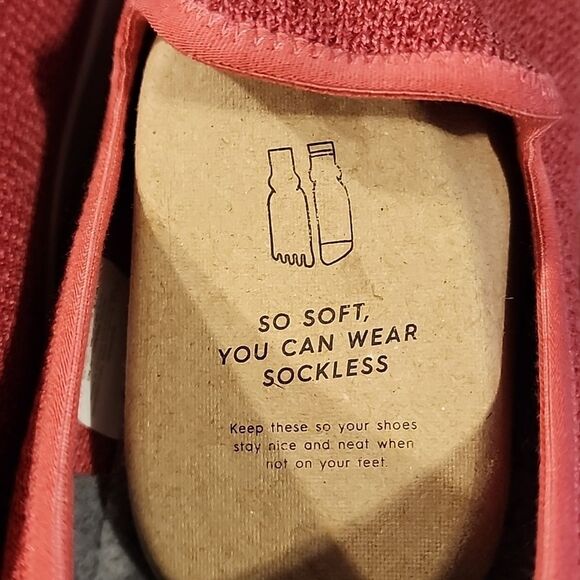 SO SOFT,
YOU CAN WEAR
SOCKLESS
Keep these so your shoes
stay nice and neat when
not on your feet.